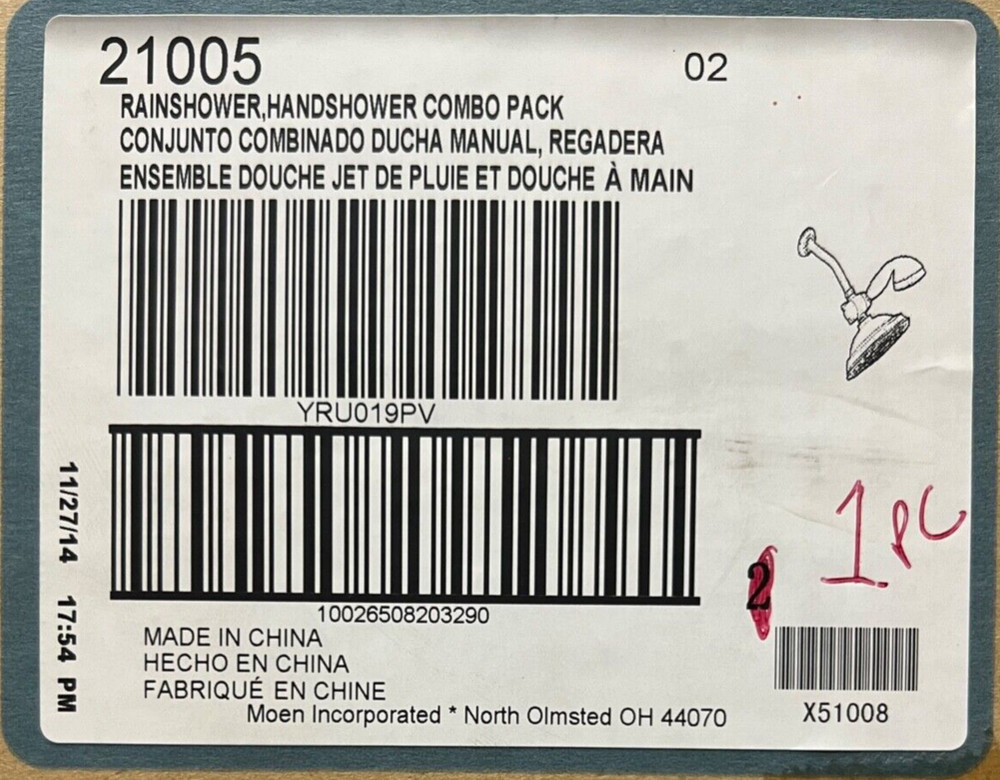 21005
02
RAINSHOWER,HANDSHOWER COMBO PACK
CONJUNTO COMBINADO DUCHA MANUAL, REGADERA
ENSEMBLE DOUCHE JET DE PLUIE ET DOUCHE À MAIN
YRU019PV
10026508203290
MADE IN CHINA
HECHO EN CHINA
FABRIQUÉ EN CHINE
Moen Incorporated * North Olmsted OH 44070
11/27/14 17:54 PM
1 PC
2
X51008